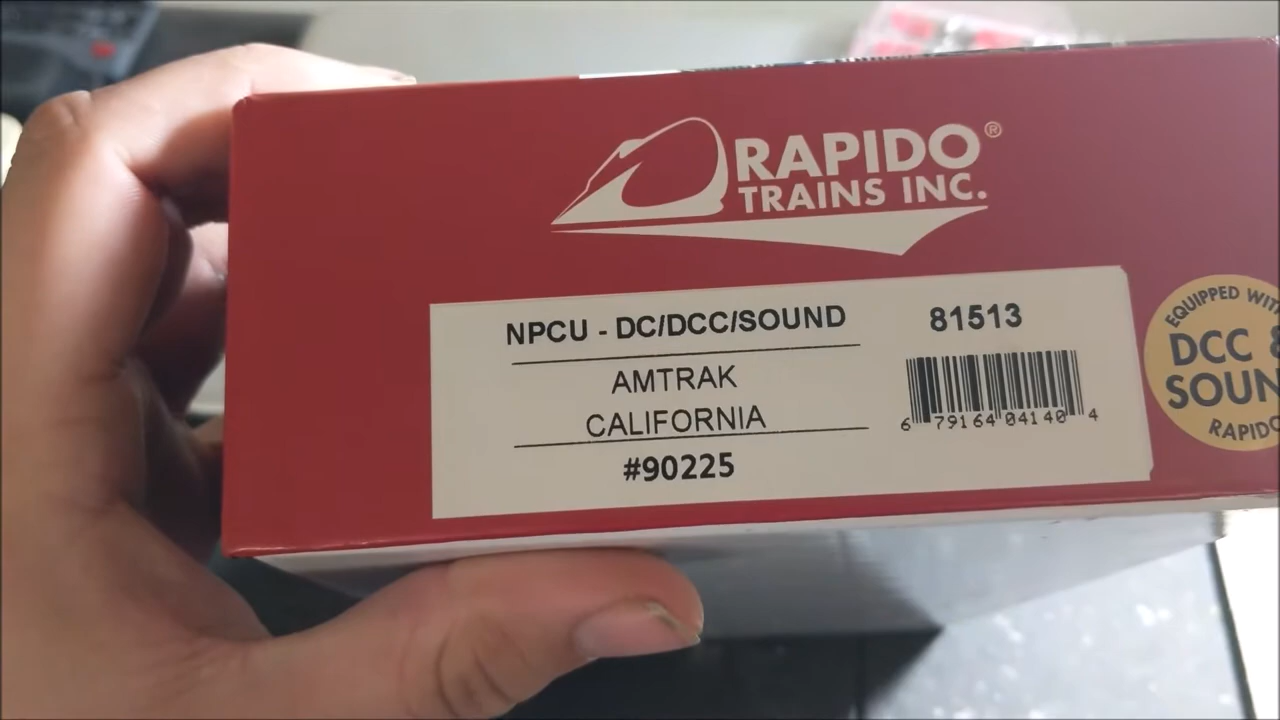 RAPIDO®
TRAINS INC.
NPCU - DC/DCC/SOUND
81513
AMTRAK
CALIFORNIA
#90225
6 79164 04140 4
EQUIPPED WITH
DCC &
SOUN
RAPIDO